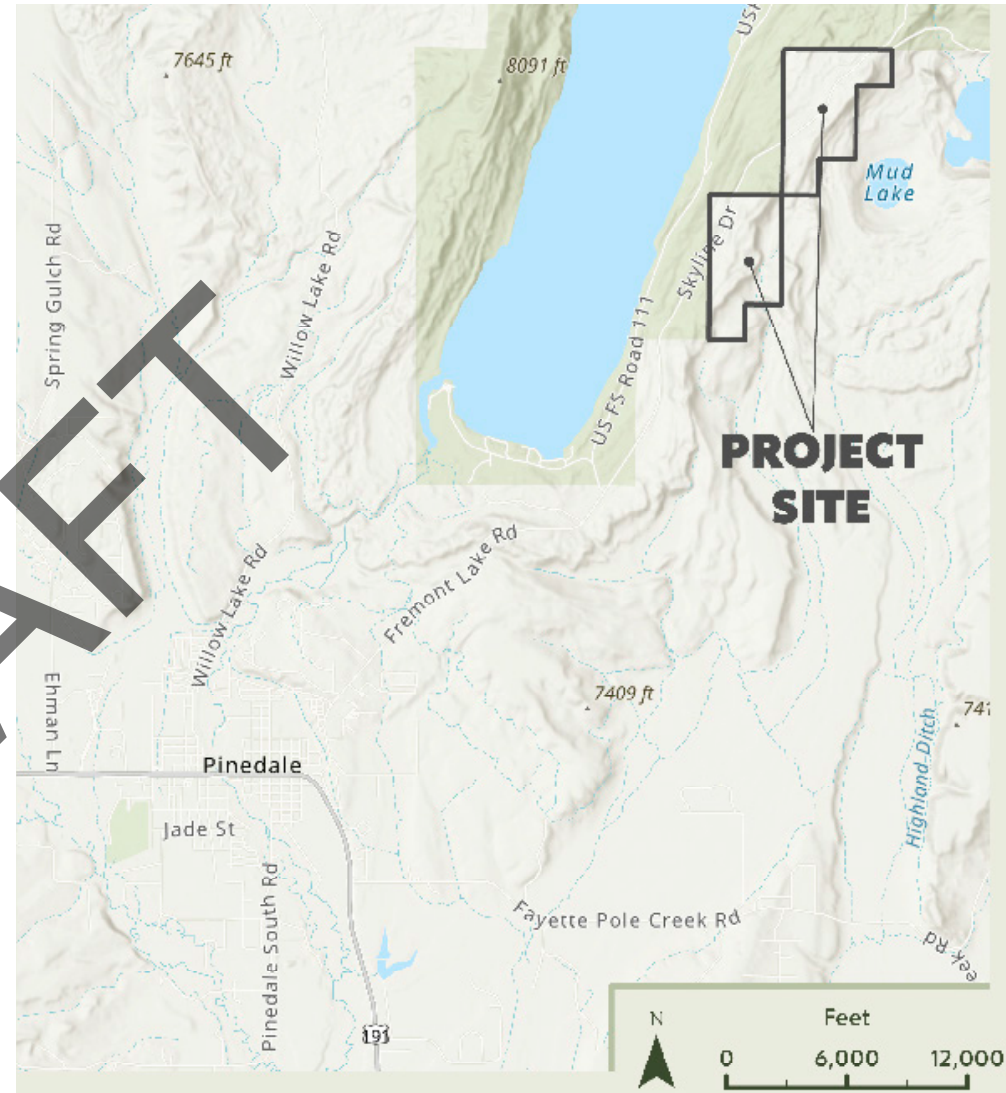 7645 ft
8091 ft
Mud
Lake
Spring Gulch Rd
Willow Lake Rd
Skyline Dr
US FS Road 111
PROJECT
SITE
Fremont Lake Rd
Willow Lake Rd
Ehman Ln
7409 ft
Highland Ditch
Pinedale
Jade St
Pinedale South Rd
Fayette Pole Creek Rd
191
N
Feet
0 6,000 12,000